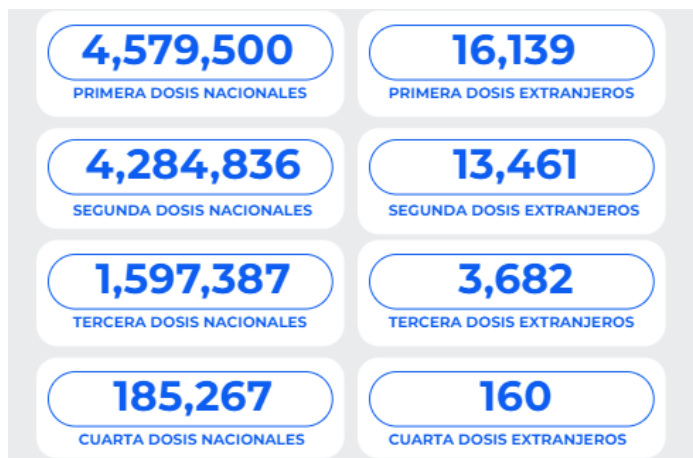 4,579,500
PRIMERA DOSIS NACIONALES
16,139
PRIMERA DOSIS EXTRANJEROS
4,284,836
SEGUNDA DOSIS NACIONALES
13,461
SEGUNDA DOSIS EXTRANJEROS
1,597,387
TERCERA DOSIS NACIONALES
3,682
TERCERA DOSIS EXTRANJEROS
185,267
CUARTA DOSIS NACIONALES
160
CUARTA DOSIS EXTRANJEROS